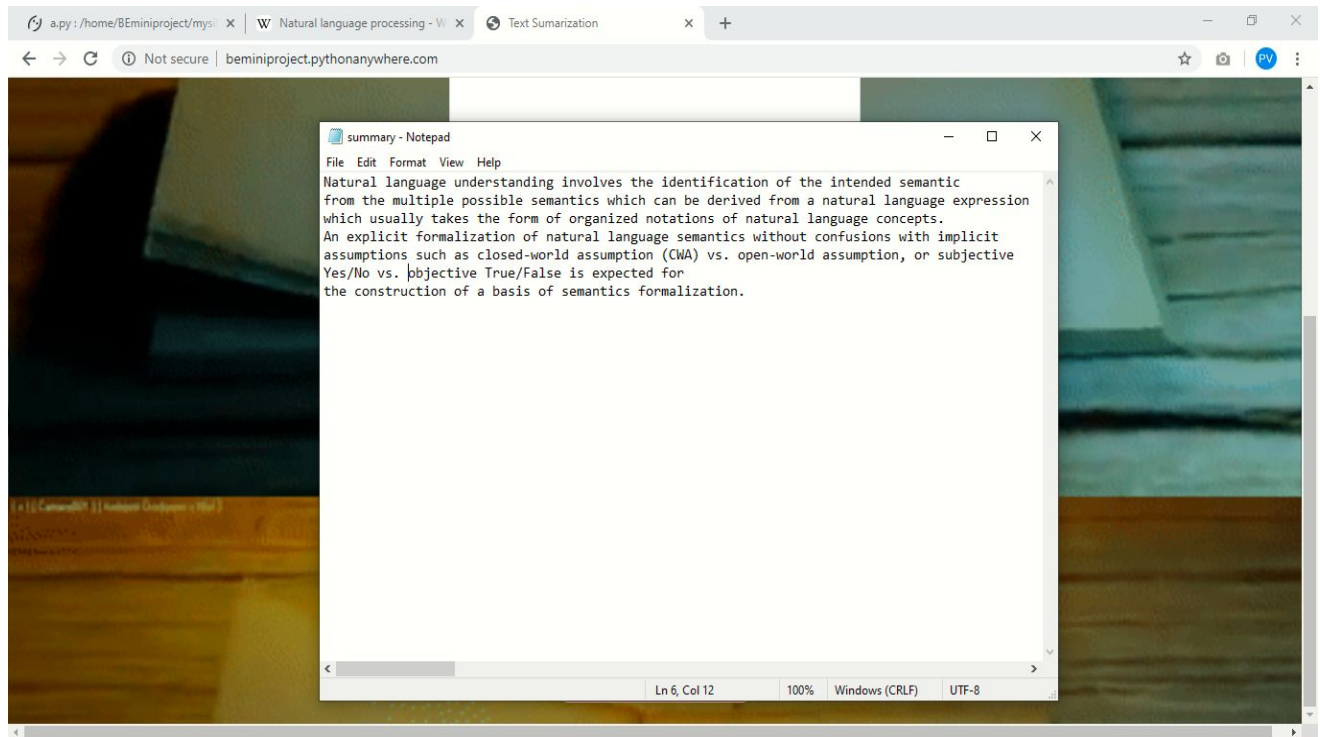 a.py : /home/BEminiproject/mysi
Natural language processing - W
Text Sumarization
Not secure | beminiproject.pythonanywhere.com
PV
summary - Notepad
File Edit Format View Help
Natural language understanding involves the identification of the intended semantic
from the multiple possible semantics which can be derived from a natural language expression
which usually takes the form of organized notations of natural language concepts.
An explicit formalization of natural language semantics without confusions with implicit
assumptions such as closed-world assumption (CWA) vs. open-world assumption, or subjective
Yes/No vs. objective True/False is expected for
the construction of a basis of semantics formalization.
Ln 6, Col 12 100% Windows (CRLF) UTF-8